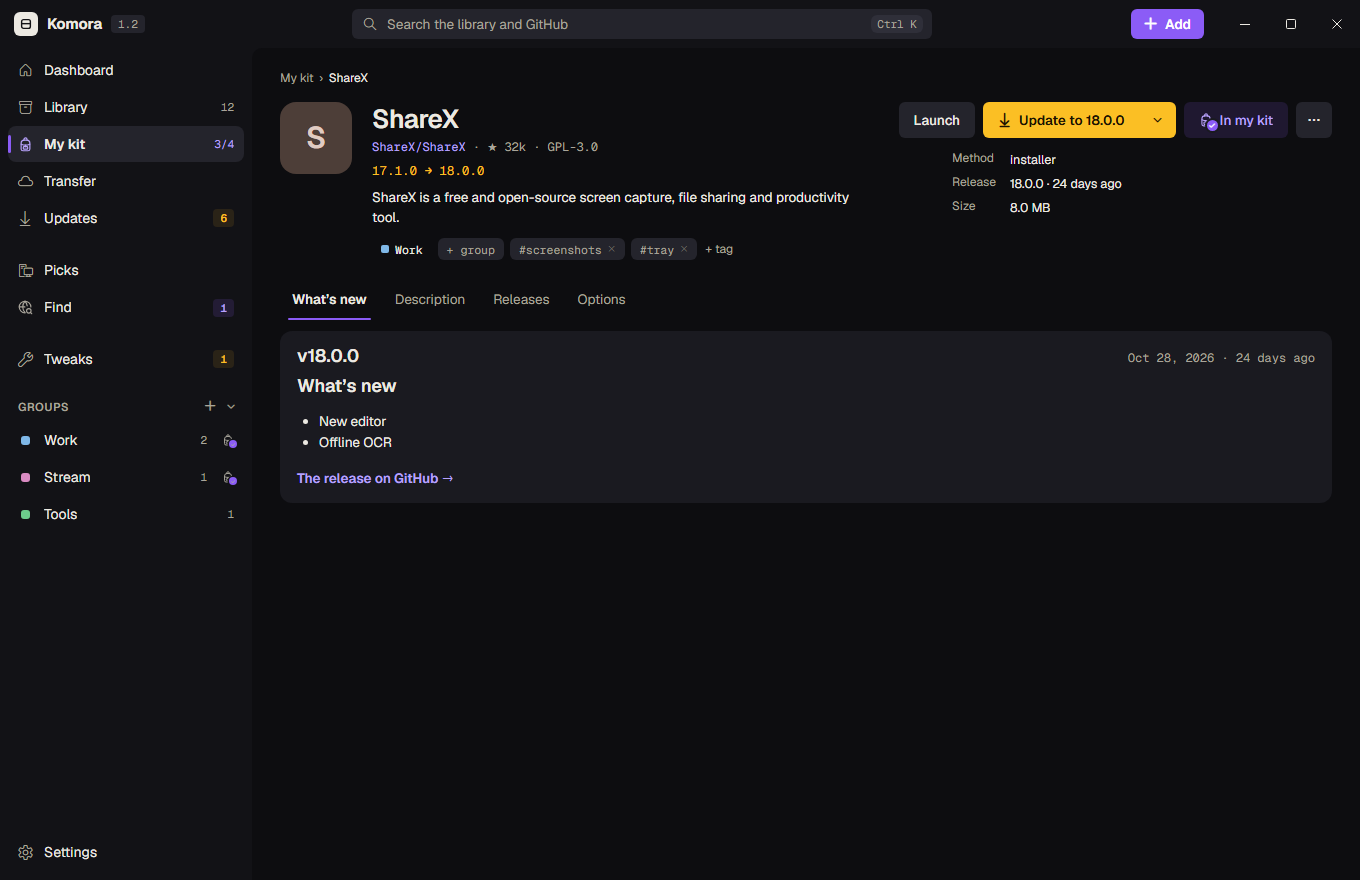 Komora 1.2
Search the library and GitHub Ctrl K
+ Add
Dashboard
Library 12
My kit 3/4
Transfer
Updates 6
Picks
Find 1
Tweaks 1
GROUPS
Work 2
Stream 1
Tools 1
Settings
My kit › ShareX
S
ShareX
ShareX/ShareX · ★ 32k · GPL-3.0
17.1.0 → 18.0.0
ShareX is a free and open-source screen capture, file sharing and productivity
tool.
Work + group #screenshots × #tray × + tag
Launch
Update to 18.0.0
In my kit
···
Method installer
Release 18.0.0 · 24 days ago
Size 8.0 MB
What's new Description Releases Options
v18.0.0 Oct 28, 2026 · 24 days ago
What's new
• New editor
• Offline OCR
The release on GitHub →